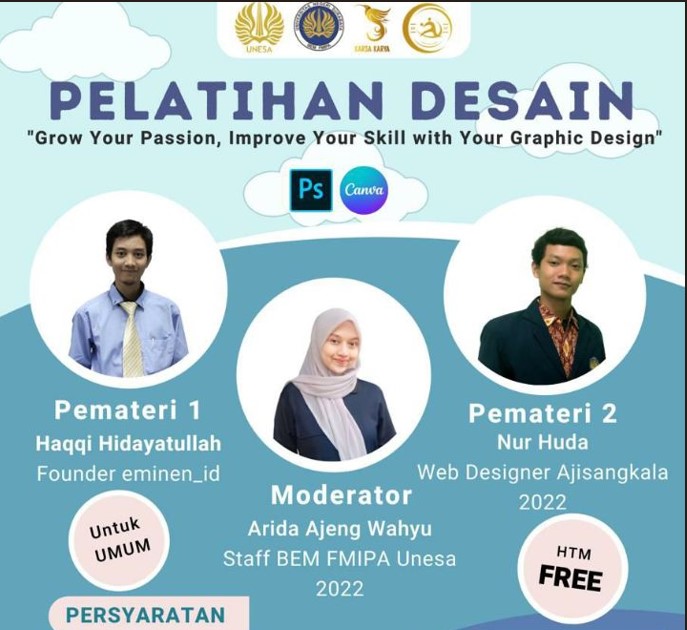 UNESA
BEM FMIPA
KARSA KARYA
PELATIHAN DESAIN
"Grow Your Passion, Improve Your Skill with Your Graphic Design"
Ps
Canva
Pemateri 1
Haqqi Hidayatullah
Founder eminen_id
Pemateri 2
Nur Huda
Web Designer Ajisangkala
2022
Moderator
Arida Ajeng Wahyu
Staff BEM FMIPA Unesa
2022
Untuk
UMUM
HTM
FREE
PERSYARATAN